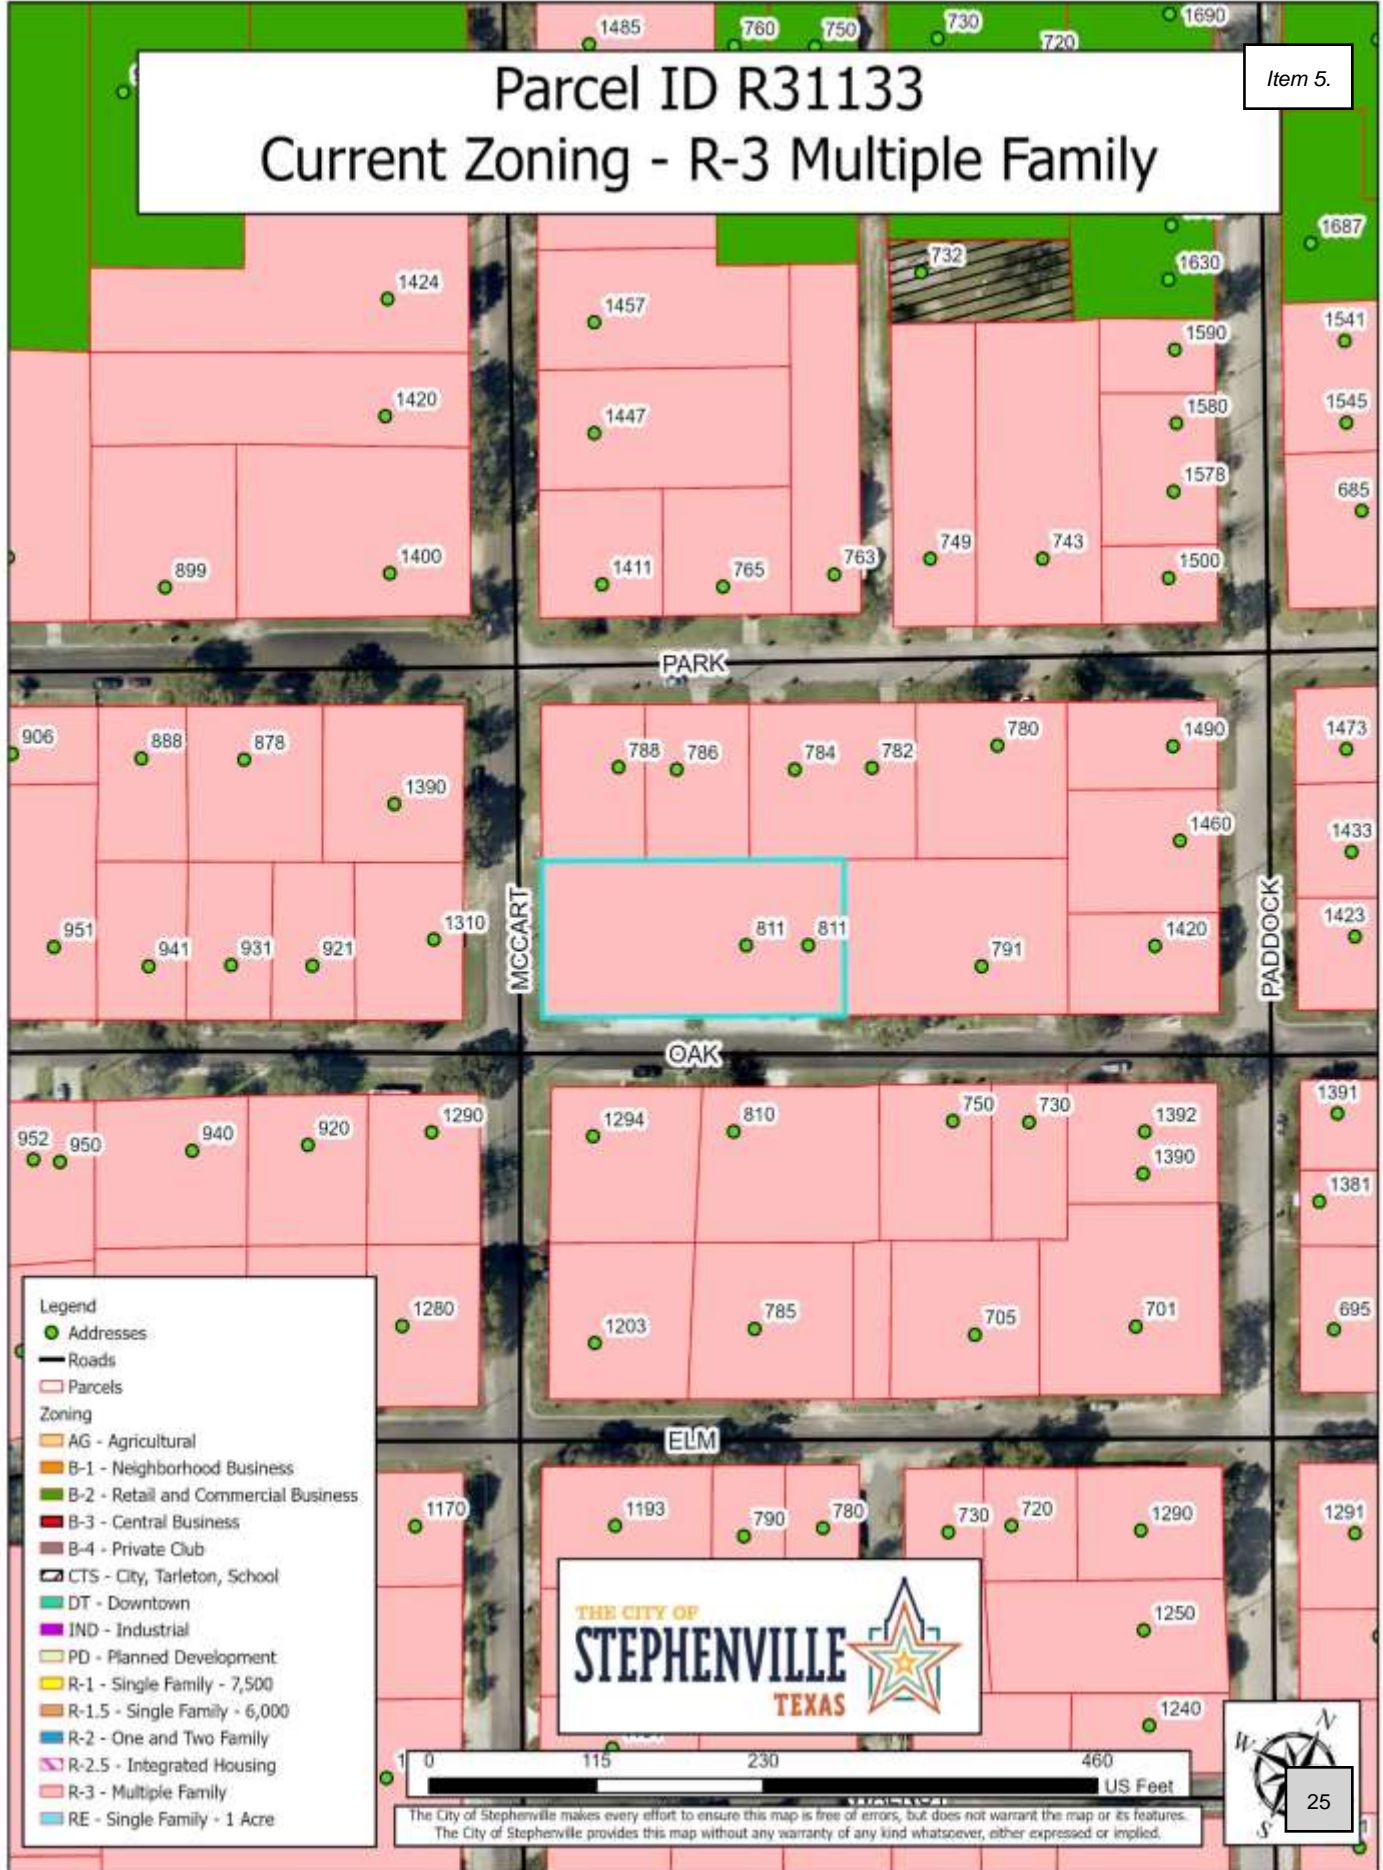 1485
760
750
730
720
1690
Item 5.
Parcel ID R31133
Current Zoning - R-3 Multiple Family
1687
732
1630
1424
1457
1541
1590
1420
1447
1580
1545
1578
685
899
1400
1411
765
763
749
743
1500
PARK
906
888
878
788
786
784
782
780
1490
1473
1390
1460
1433
MCCART
PADDOCK
951
941
931
921
1310
811
811
791
1420
1423
OAK
952
950
940
920
1290
1294
810
750
730
1392
1391
1390
1381
1280
1203
785
705
701
695
Legend
Addresses
Roads
Parcels
Zoning
AG - Agricultural
B-1 - Neighborhood Business
B-2 - Retail and Commercial Business
B-3 - Central Business
B-4 - Private Club
CTS - City, Tarleton, School
DT - Downtown
IND - Industrial
PD - Planned Development
R-1 - Single Family - 7,500
R-1.5 - Single Family - 6,000
R-2 - One and Two Family
R-2.5 - Integrated Housing
R-3 - Multiple Family
RE - Single Family - 1 Acre
ELM
1170
1193
790
780
730
720
1290
1291
1250
1240
THE CITY OF
STEPHENVILLE
TEXAS
0 115 230 460
US Feet
The City of Stephenville makes every effort to ensure this map is free of errors, but does not warrant the map or its features.
The City of Stephenville provides this map without any warranty of any kind whatsoever, either expressed or implied.
N
W
S
25